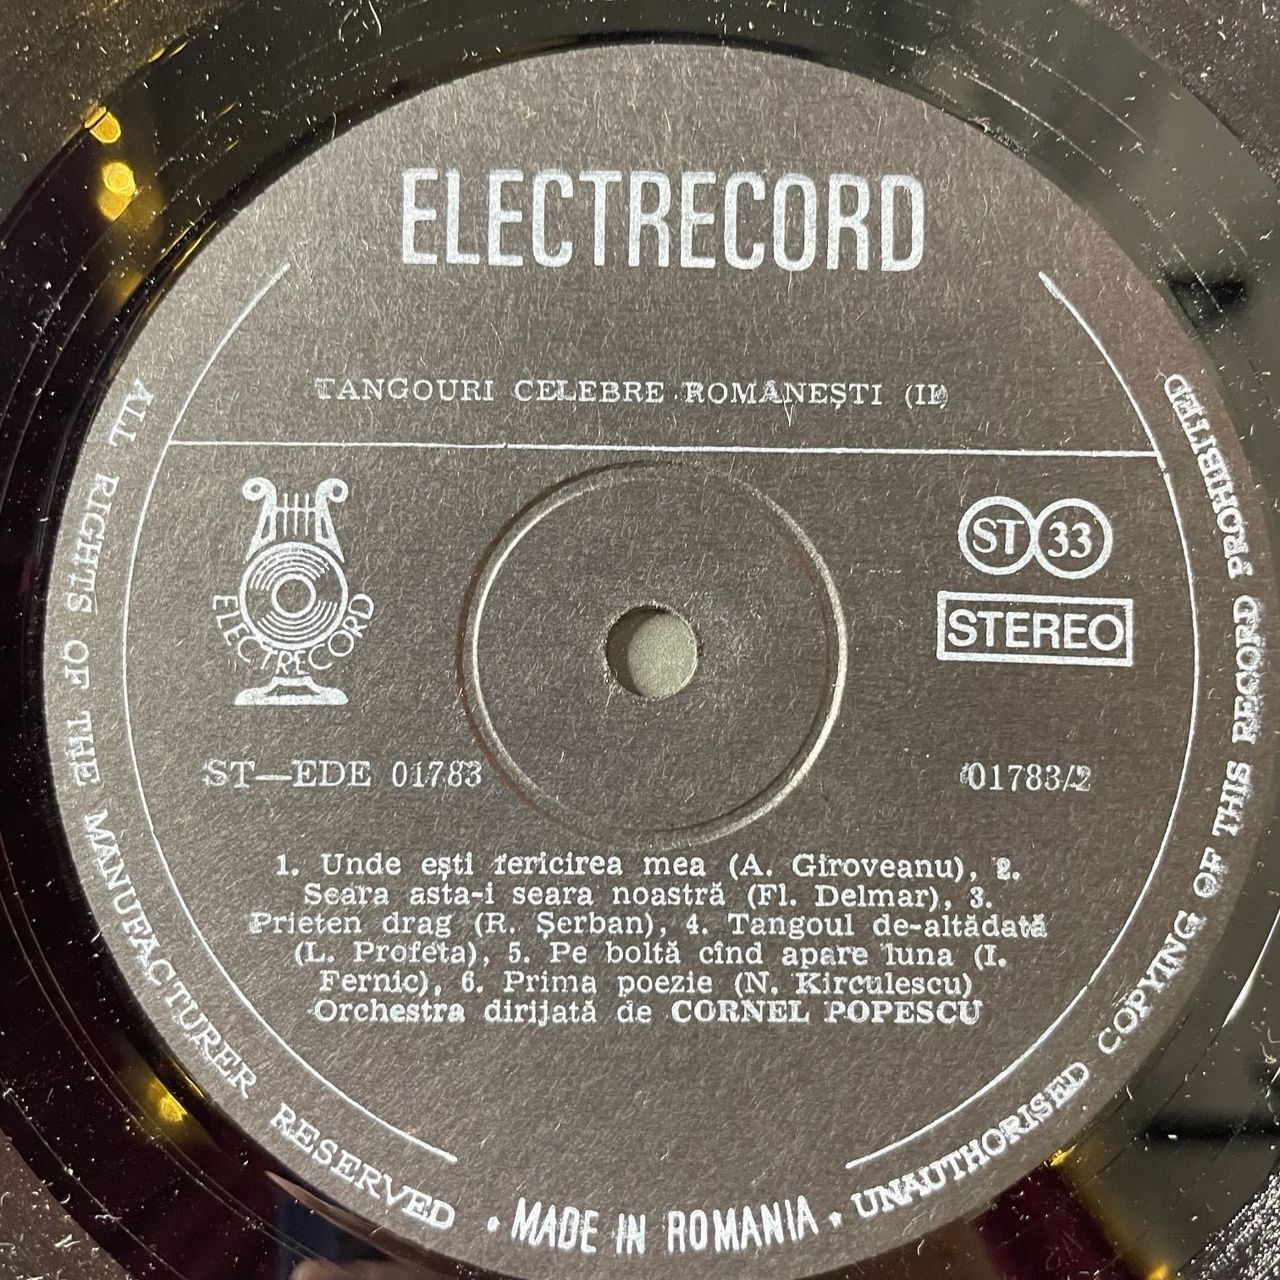 ELECTRECORD
TANGOURI CELEBRE ROMÂNEȘTI (II)
ELECTRECORD
ST 33
STEREO
ST—EDE 01783
01783/2
1. Unde ești fericirea mea (A. Giroveanu), 2.
Seara asta-i seara noastră (Fl. Delmar), 3.
Prieten drag (R. Șerban), 4. Tangoul de-altădată
(L. Profeta), 5. Pe boltă cînd apare luna (I.
Fernic), 6. Prima poezie (N. Kirculescu)
Orchestra dirijată de CORNEL POPESCU
ALL RIGHTS OF THE MANUFACTURER RESERVED • MADE IN ROMANIA • UNAUTHORISED COPYING OF THIS RECORD PROHIBITED